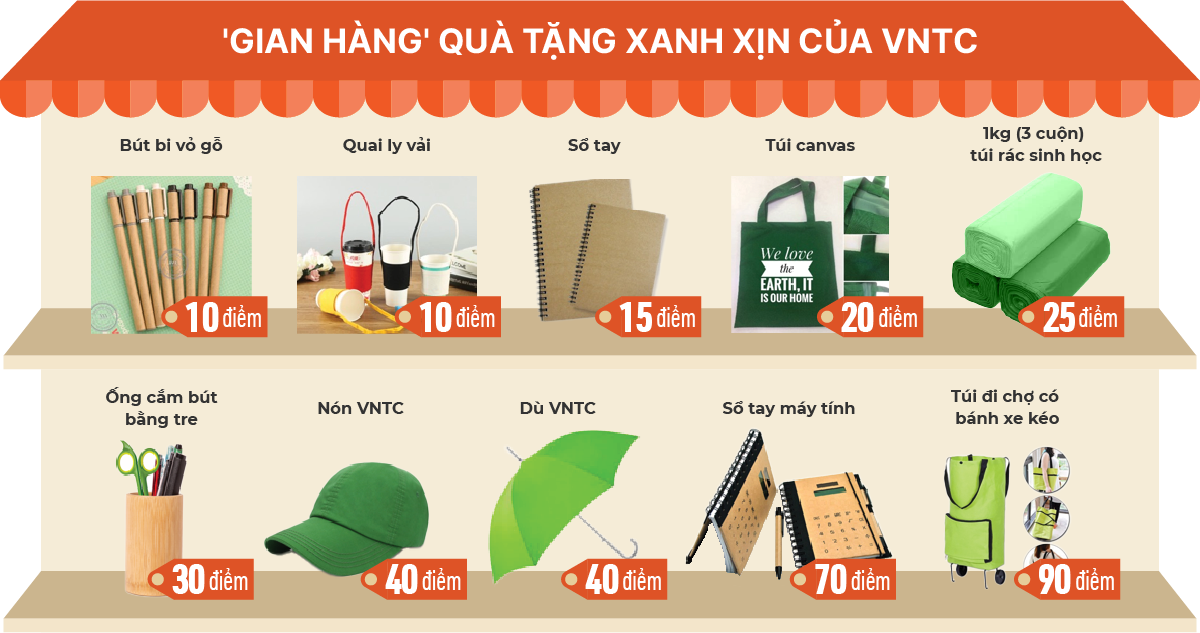 'GIAN HÀNG' QUÀ TẶNG XANH XỊN CỦA VNTC
Bút bi vỏ gỗ
Quai ly vải
Sổ tay
Túi canvas
1kg (3 cuộn)
túi rác sinh học
We love
the
EARTH, IT
IS OUR HOME
10 điểm
10 điểm
15 điểm
20 điểm
25 điểm
Ống cắm bút
bằng tre
Nón VNTC
Dù VNTC
Sổ tay máy tính
Túi đi chợ có
bánh xe kéo
30 điểm
40 điểm
40 điểm
70 điểm
90 điểm